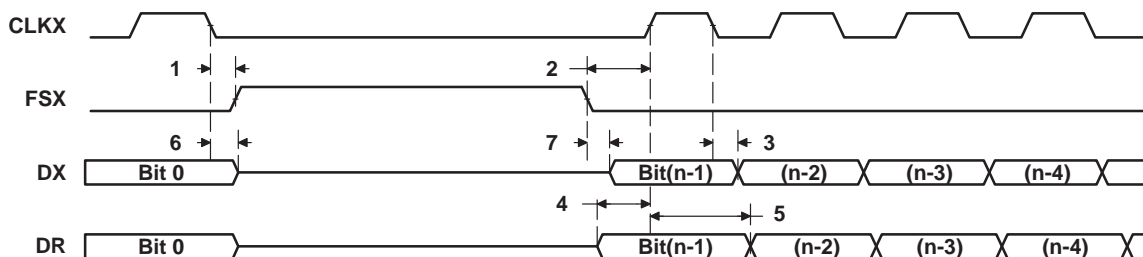 CLKX
1 2
FSX
6 7 3
DX Bit 0 Bit(n-1) (n-2) (n-3) (n-4)
4 5
DR Bit 0 Bit(n-1) (n-2) (n-3) (n-4)